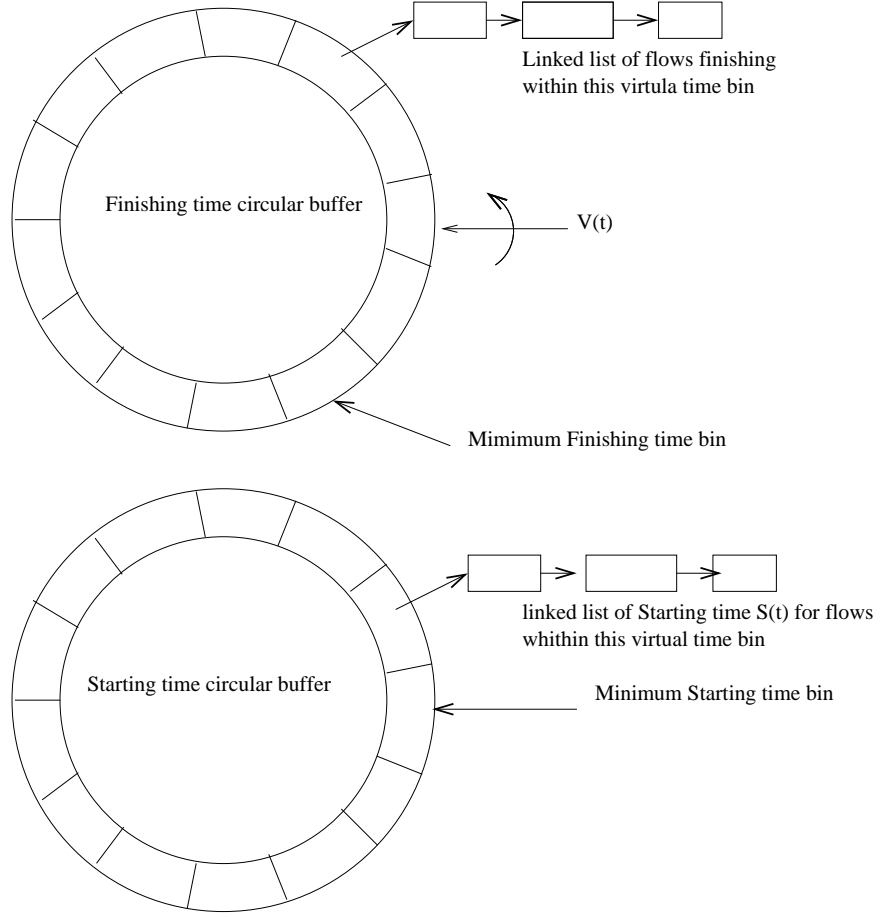 Linked list of flows finishing
within this virtula time bin
Finishing time circular buffer
V(t)
Mimimum Finishing time bin
linked list of Starting time S(t) for flows
whithin this virtual time bin
Starting time circular buffer
Minimum Starting time bin